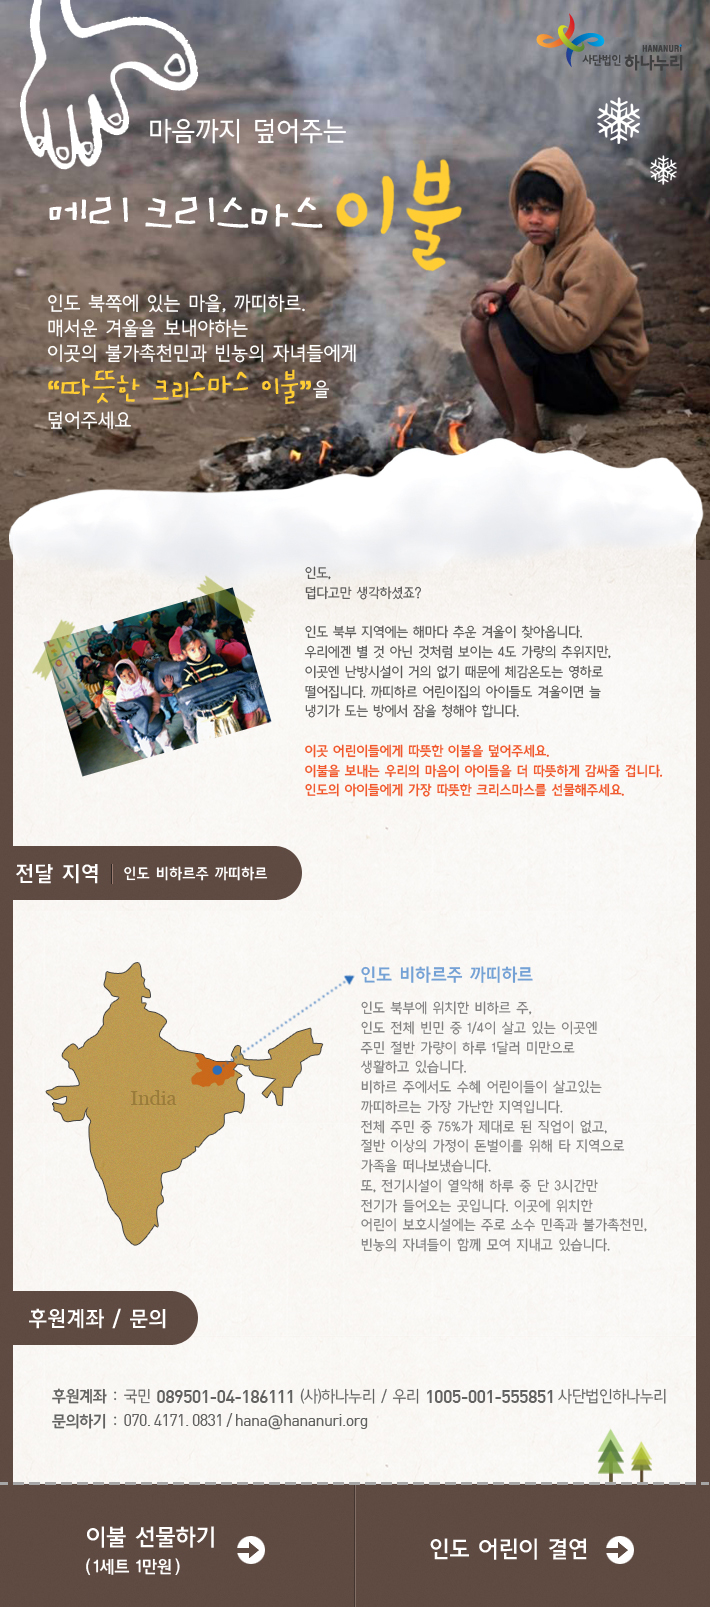 HANANURI
사단법인 하나누리
마음까지 덮어주는
메리 크리스마스 이불
인도 북쪽에 있는 마을, 까띠하르.
매서운 겨울을 보내야하는
이곳의 불가촉천민과 빈농의 자녀들에게
“따뜻한 크리스마스 이불”을
덮어주세요
인도,
덥다고만 생각하셨죠?
인도 북부 지역에는 해마다 추운 겨울이 찾아옵니다.
우리에겐 별 것 아닌 것처럼 보이는 4도 가량의 추위지만,
이곳엔 난방시설이 거의 없기 때문에 체감온도는 영하로
떨어집니다. 까띠하르 어린이집의 아이들도 겨울이면 늘
냉기가 도는 방에서 잠을 청해야 합니다.
이곳 어린이들에게 따뜻한 이불을 덮어주세요.
이불을 보내는 우리의 마음이 아이들을 더 따뜻하게 감싸줄 겁니다.
인도의 아이들에게 가장 따뜻한 크리스마스를 선물해주세요.
전달 지역 | 인도 비하르주 까띠하르
인도 비하르주 까띠하르
인도 북부에 위치한 비하르 주,
인도 전체 빈민 중 1/4이 살고 있는 이곳엔
주민 절반 가량이 하루 1달러 미만으로
생활하고 있습니다.
비하르 주에서도 수혜 어린이들이 살고있는
까띠하르는 가장 가난한 지역입니다.
전체 주민 중 75%가 제대로 된 직업이 없고,
절반 이상의 가정이 돈벌이를 위해 타 지역으로
가족을 떠나보냈습니다.
또, 전기시설이 열악해 하루 중 단 3시간만
전기가 들어오는 곳입니다. 이곳에 위치한
어린이 보호시설에는 주로 소수 민족과 불가촉천민,
빈농의 자녀들이 함께 모여 지내고 있습니다.
India
후원계좌 / 문의
후원계좌 : 국민 089501-04-186111 (사)하나누리 / 우리 1005-001-555851 사단법인하나누리
문의하기 : 070. 4171. 0831 / hana@hananuri.org
이불 선물하기
(1세트 1만원)
인도 어린이 결연